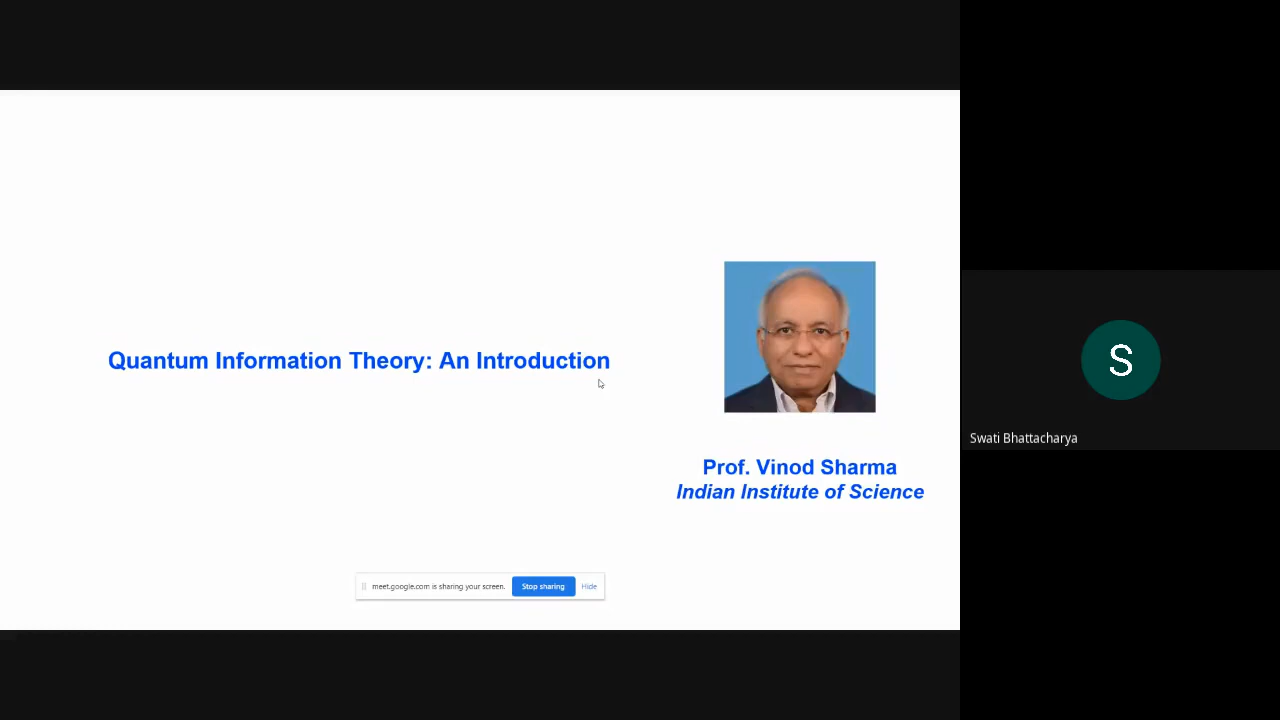 Quantum Information Theory: An Introduction
Prof. Vinod Sharma
Indian Institute of Science
meet.google.com is sharing your screen. Stop sharing Hide
S
Swati Bhattacharya